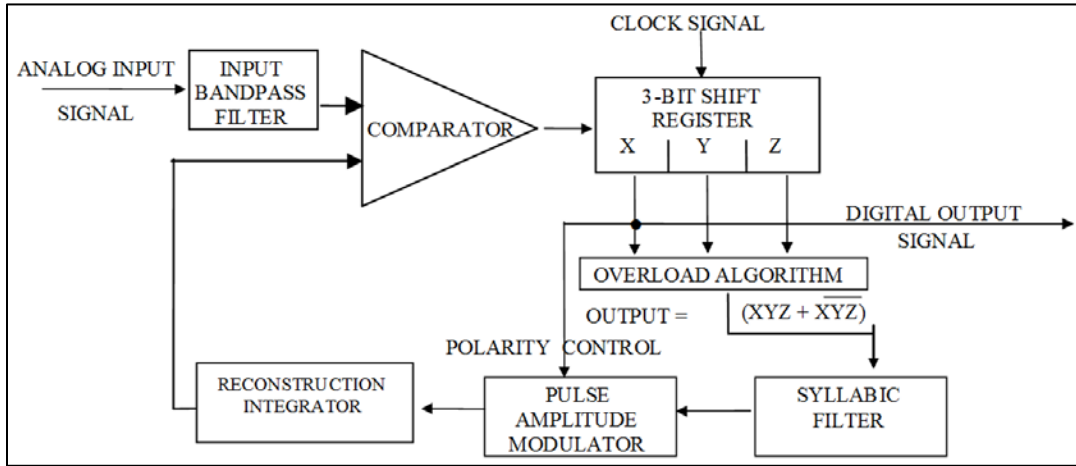 CLOCK SIGNAL
ANALOG INPUT
SIGNAL
INPUT
BANDPASS
FILTER
COMPARATOR
3-BIT SHIFT
REGISTER
X Y Z
DIGITAL OUTPUT
SIGNAL
OVERLOAD ALGORITHM
OUTPUT = (XYZ + X̅Y̅Z̅)
POLARITY CONTROL
RECONSTRUCTION
INTEGRATOR
PULSE
AMPLITUDE
MODULATOR
SYLLABIC
FILTER